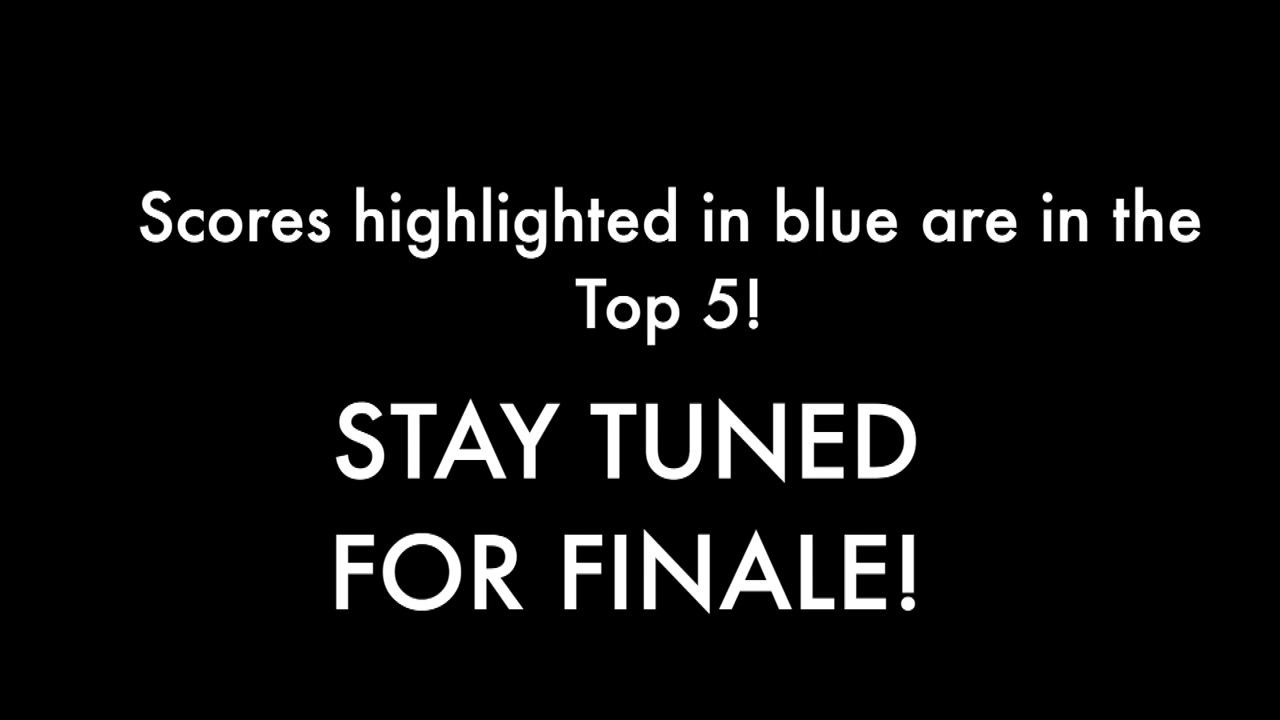 Scores highlighted in blue are in the
Top 5!
STAY TUNED
FOR FINALE!